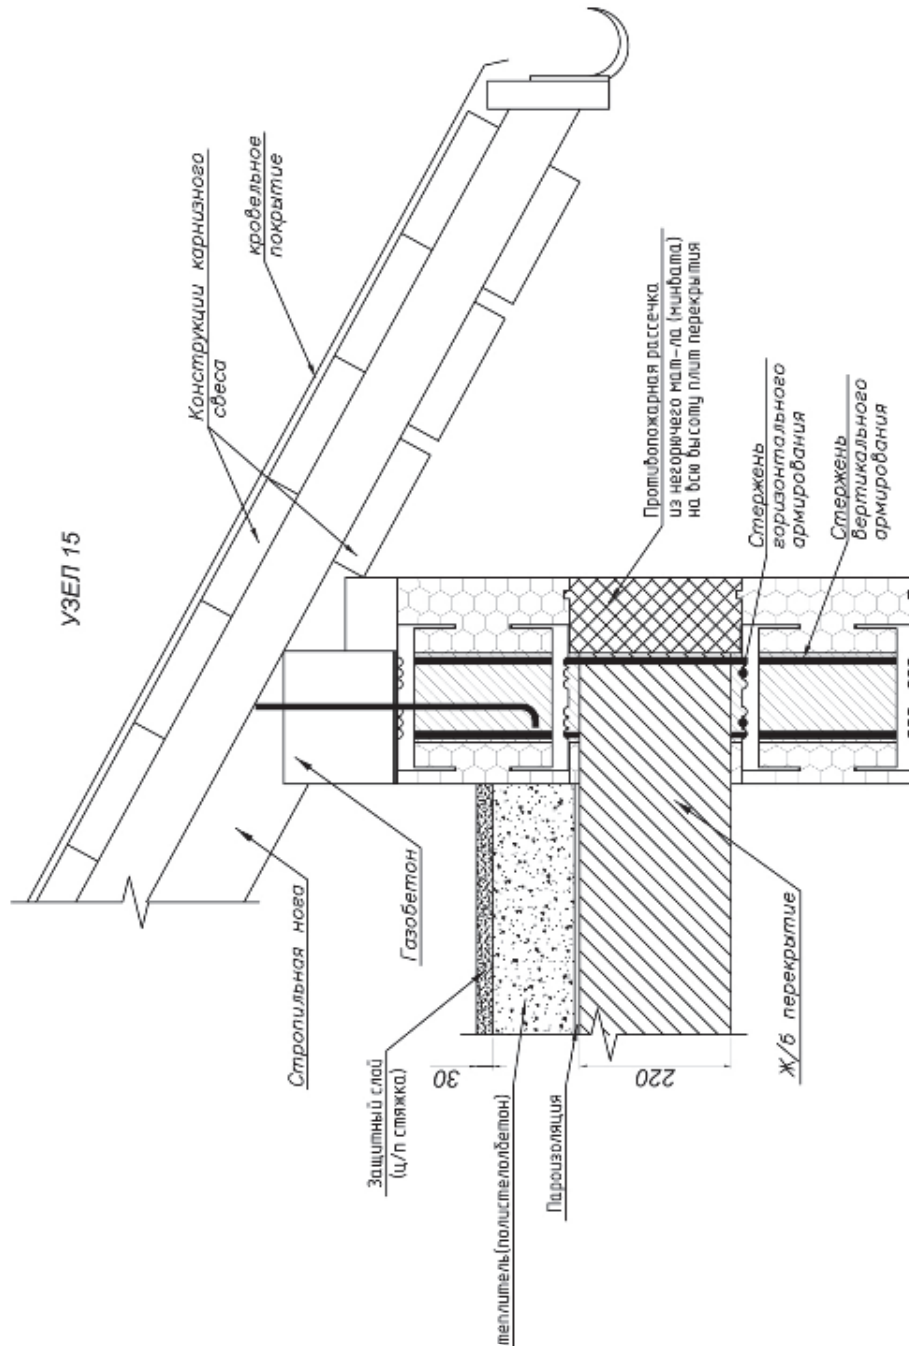 УЗЕЛ 15
Конструкции карнизного
свеса
кровельное
покрытие
Противопожарная рассечка
из негорючего мат-ла (минвата)
на всю высоту плит перекрытия
Стержень
горизонтального
армирования
Стержень
вертикального
армирования
Стропильная нога
Газобетон
Защитный слой
(ц/п стяжка)
теплитель(полистелолбетон)
Пароизоляция
Ж/б перекрытие
30
220